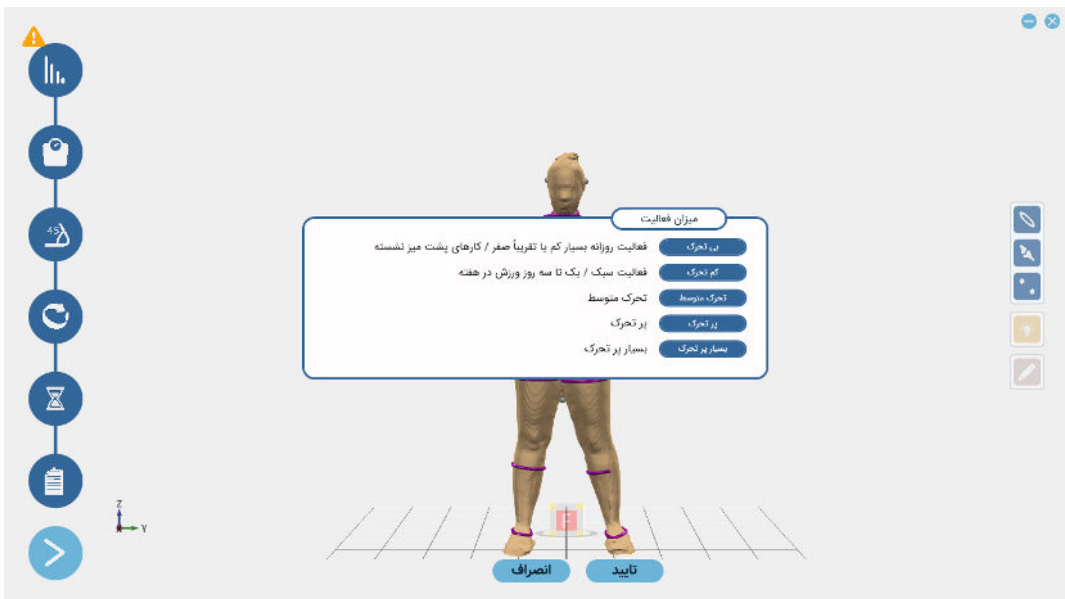 میزان فعالیت
بی تحرک فعالیت روزانه بسیار کم یا تقریباً صفر / کارهای پشت میز نشسته
کم تحرک فعالیت سبک / یک تا سه روز ورزش در هفته
تحرک متوسط تحرک متوسط
پر تحرک پر تحرک
بسیار پر تحرک بسیار پر تحرک
45
Z
Y
E
تایید انصراف